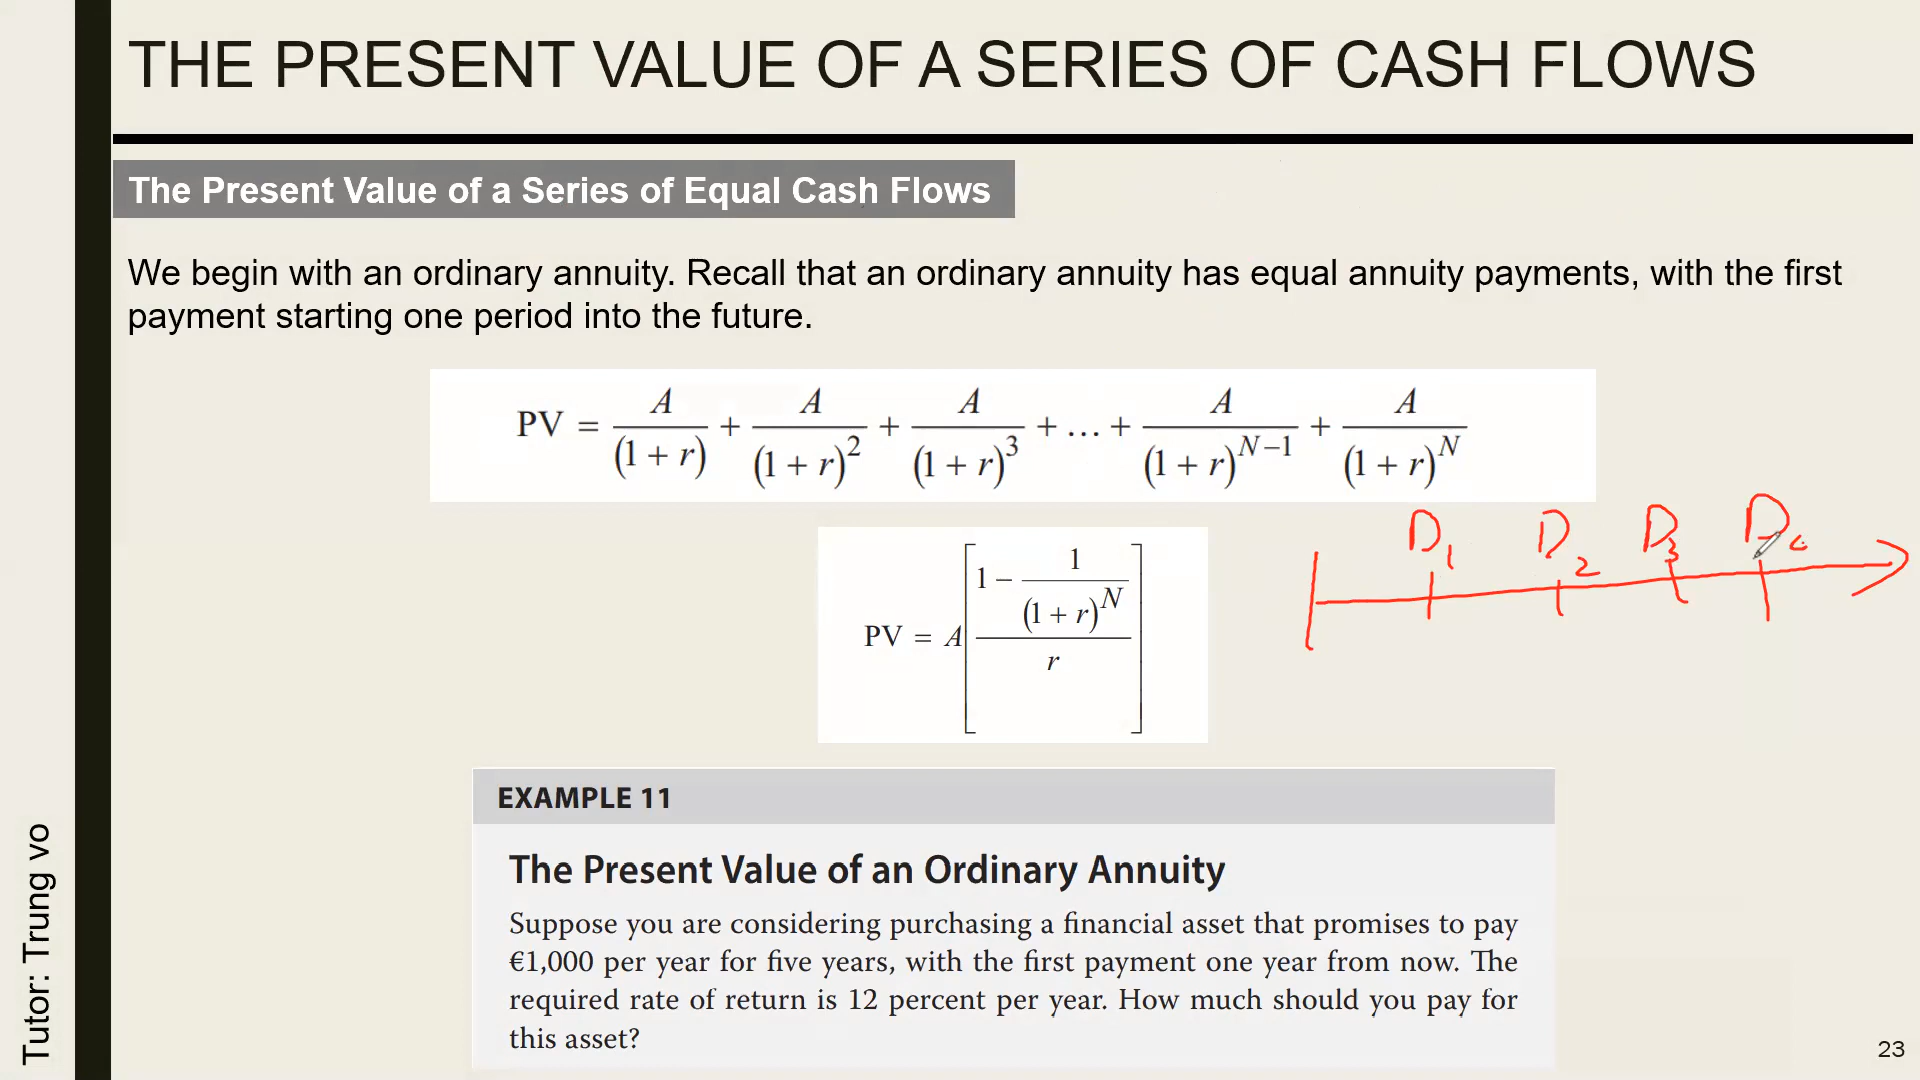 THE PRESENT VALUE OF A SERIES OF CASH FLOWS
The Present Value of a Series of Equal Cash Flows
We begin with an ordinary annuity. Recall that an ordinary annuity has equal annuity payments, with the first
payment starting one period into the future.
PV = A/(1 + r) + A/(1 + r)^2 + A/(1 + r)^3 + … + A/(1 + r)^(N−1) + A/(1 + r)^N
D1 D2 D3
PV = A[(1 − 1/(1 + r)^N)/r]
EXAMPLE 11
The Present Value of an Ordinary Annuity
Suppose you are considering purchasing a financial asset that promises to pay
€1,000 per year for five years, with the first payment one year from now. The
required rate of return is 12 percent per year. How much should you pay for
this asset?
Tutor: Trung vo
23